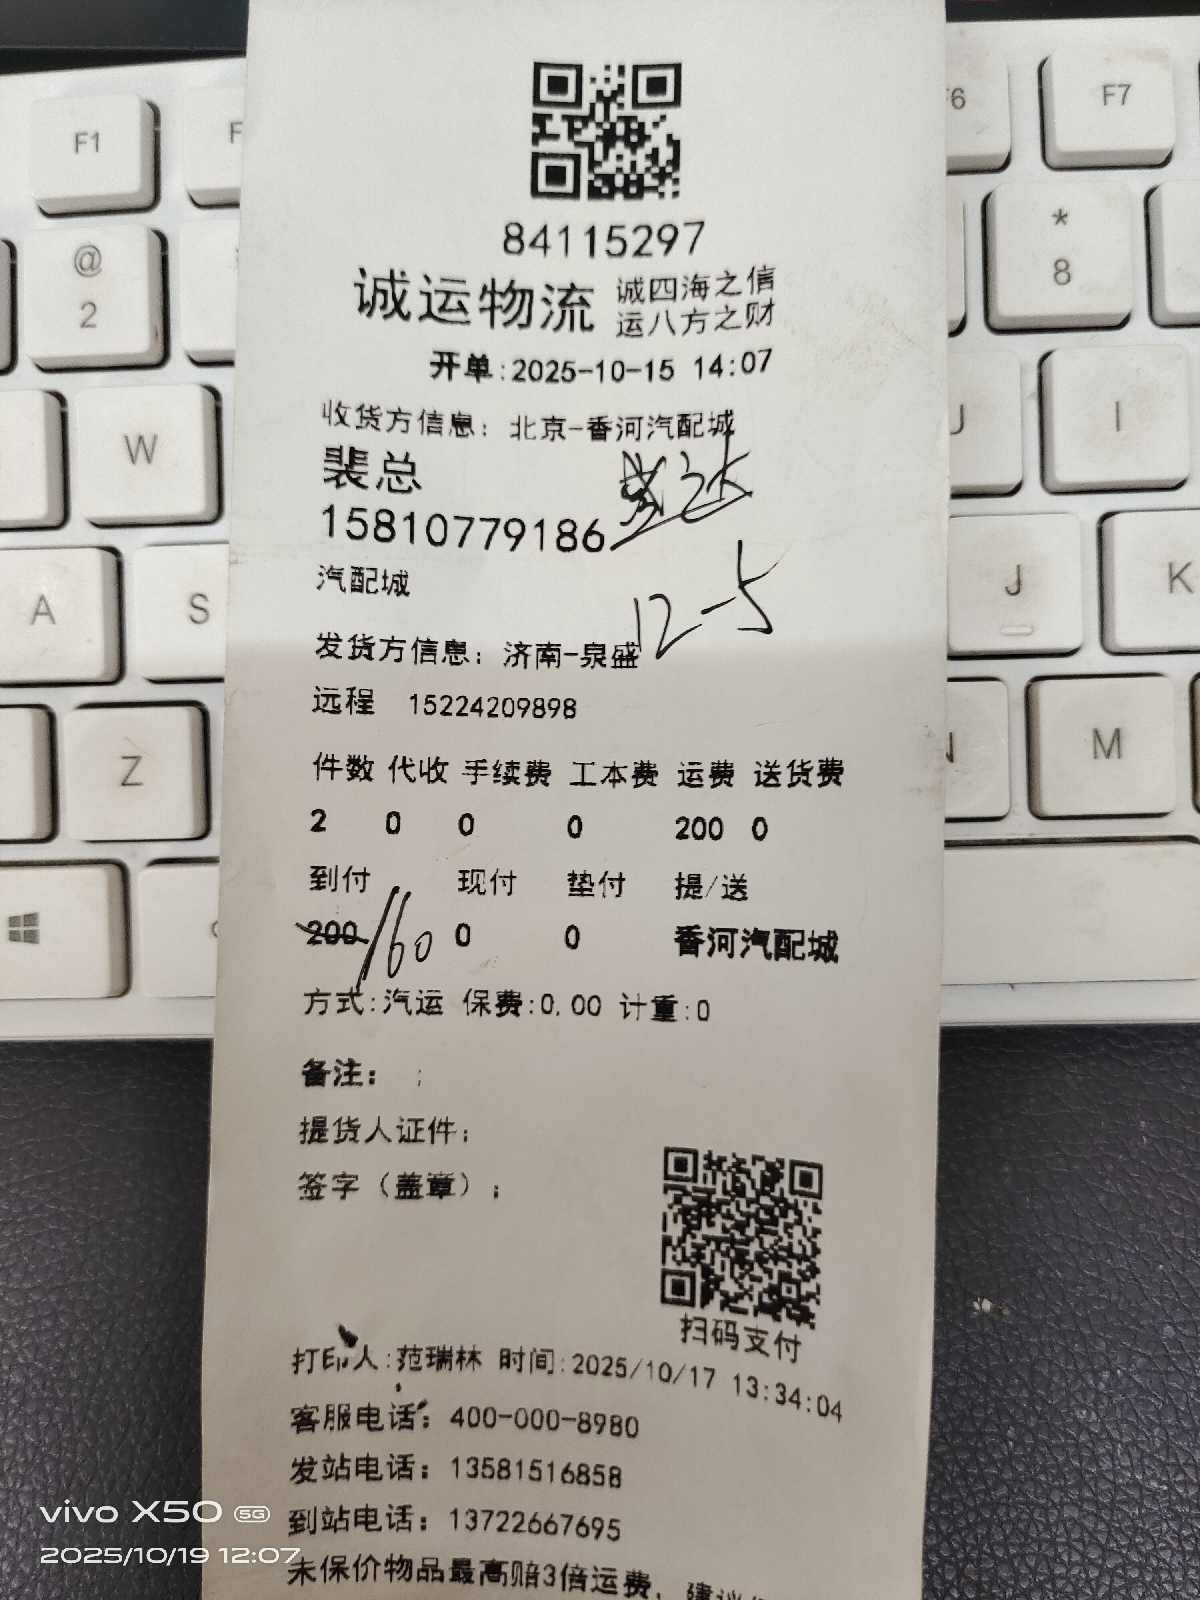 F1
F
F6
F7
@
2
*
8
W
J
I
A
S
J
K
Z
N
M
84115297
诚运物流 诚四海之信
运八方之财
开单:2025-10-15 14:07
收货方信息: 北京-香河汽配城
裴总
15810779186
汽配城
12-5
发货方信息: 济南-泉盛
远程 15224209898
件数 代收 手续费 工本费 运费 送货费
2 0 0 0 200 0
到付 现付 垫付 提/送
200 160 0 0 香河汽配城
方式:汽运 保费:0.00 计重:0
备注: ;
提货人证件:
签字(盖章):
扫码支付
打印人:范瑞林 时间:2025/10/17 13:34:04
客服电话: 400-000-8980
发站电话: 13581516858
到站电话: 13722667695
未保价物品最高赔3倍运费, 建议
vivo X50 5G
2025/10/19 12:07